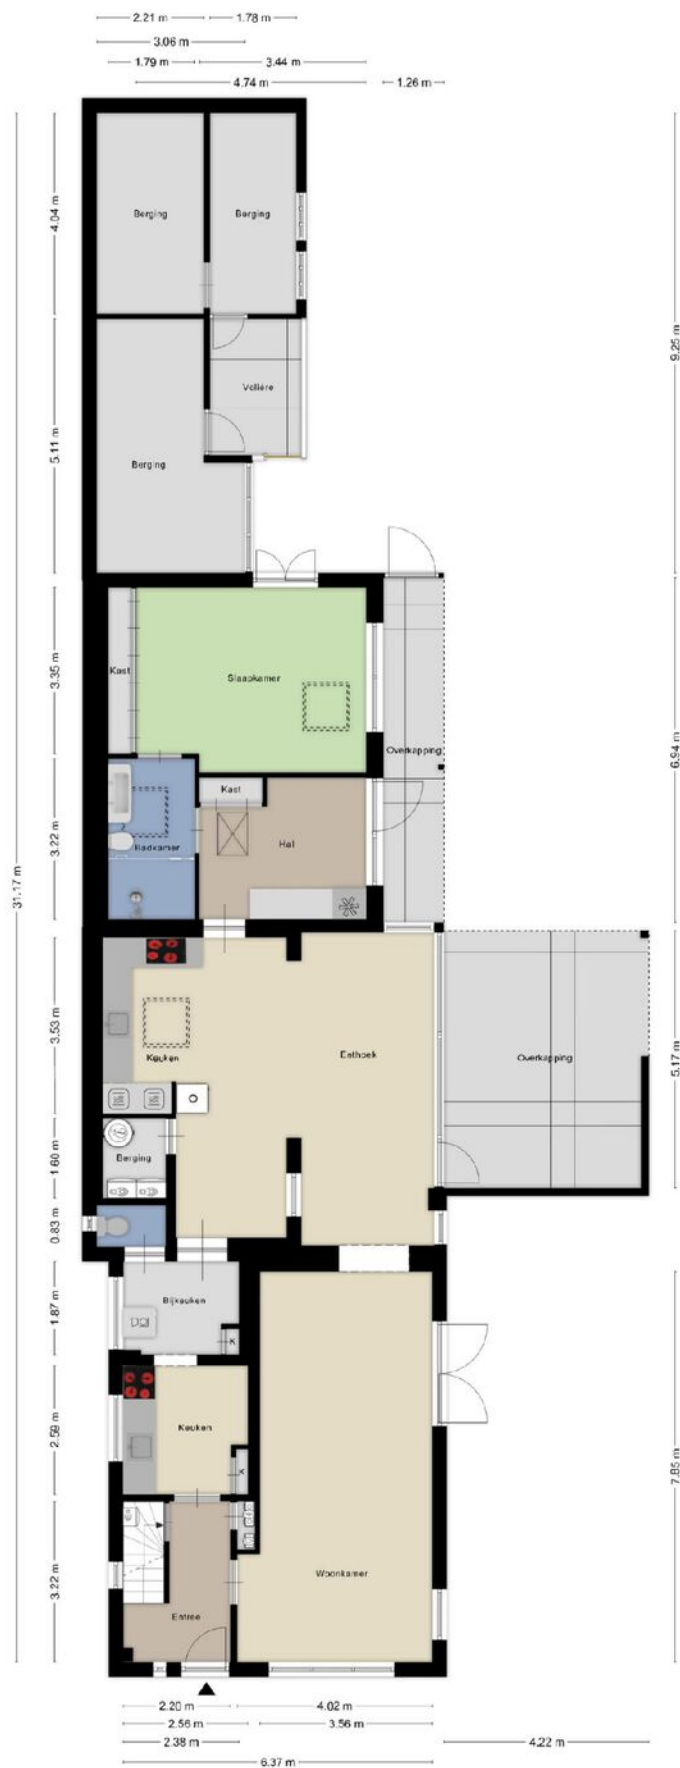 2.21 m 1.78 m
3.06 m
1.79 m 3.44 m
4.74 m 1.26 m
4.04 m
Berging
Berging
9.25 m
Volière
5.11 m
Berging
3.35 m
Kast
Slaapkamer
Overkapping
6.94 m
Kast
3.22 m
Badkamer
Hal
31.17 m
3.53 m
Keuken
Eethoek
Overkapping
5.17 m
1.60 m
Berging
0.83 m
1.87 m
Bijkeuken
K
2.59 m
Keuken
K
7.85 m
3.22 m
Woonkamer
Entree
2.20 m 4.02 m
2.56 m 3.56 m
2.38 m 4.22 m
6.37 m